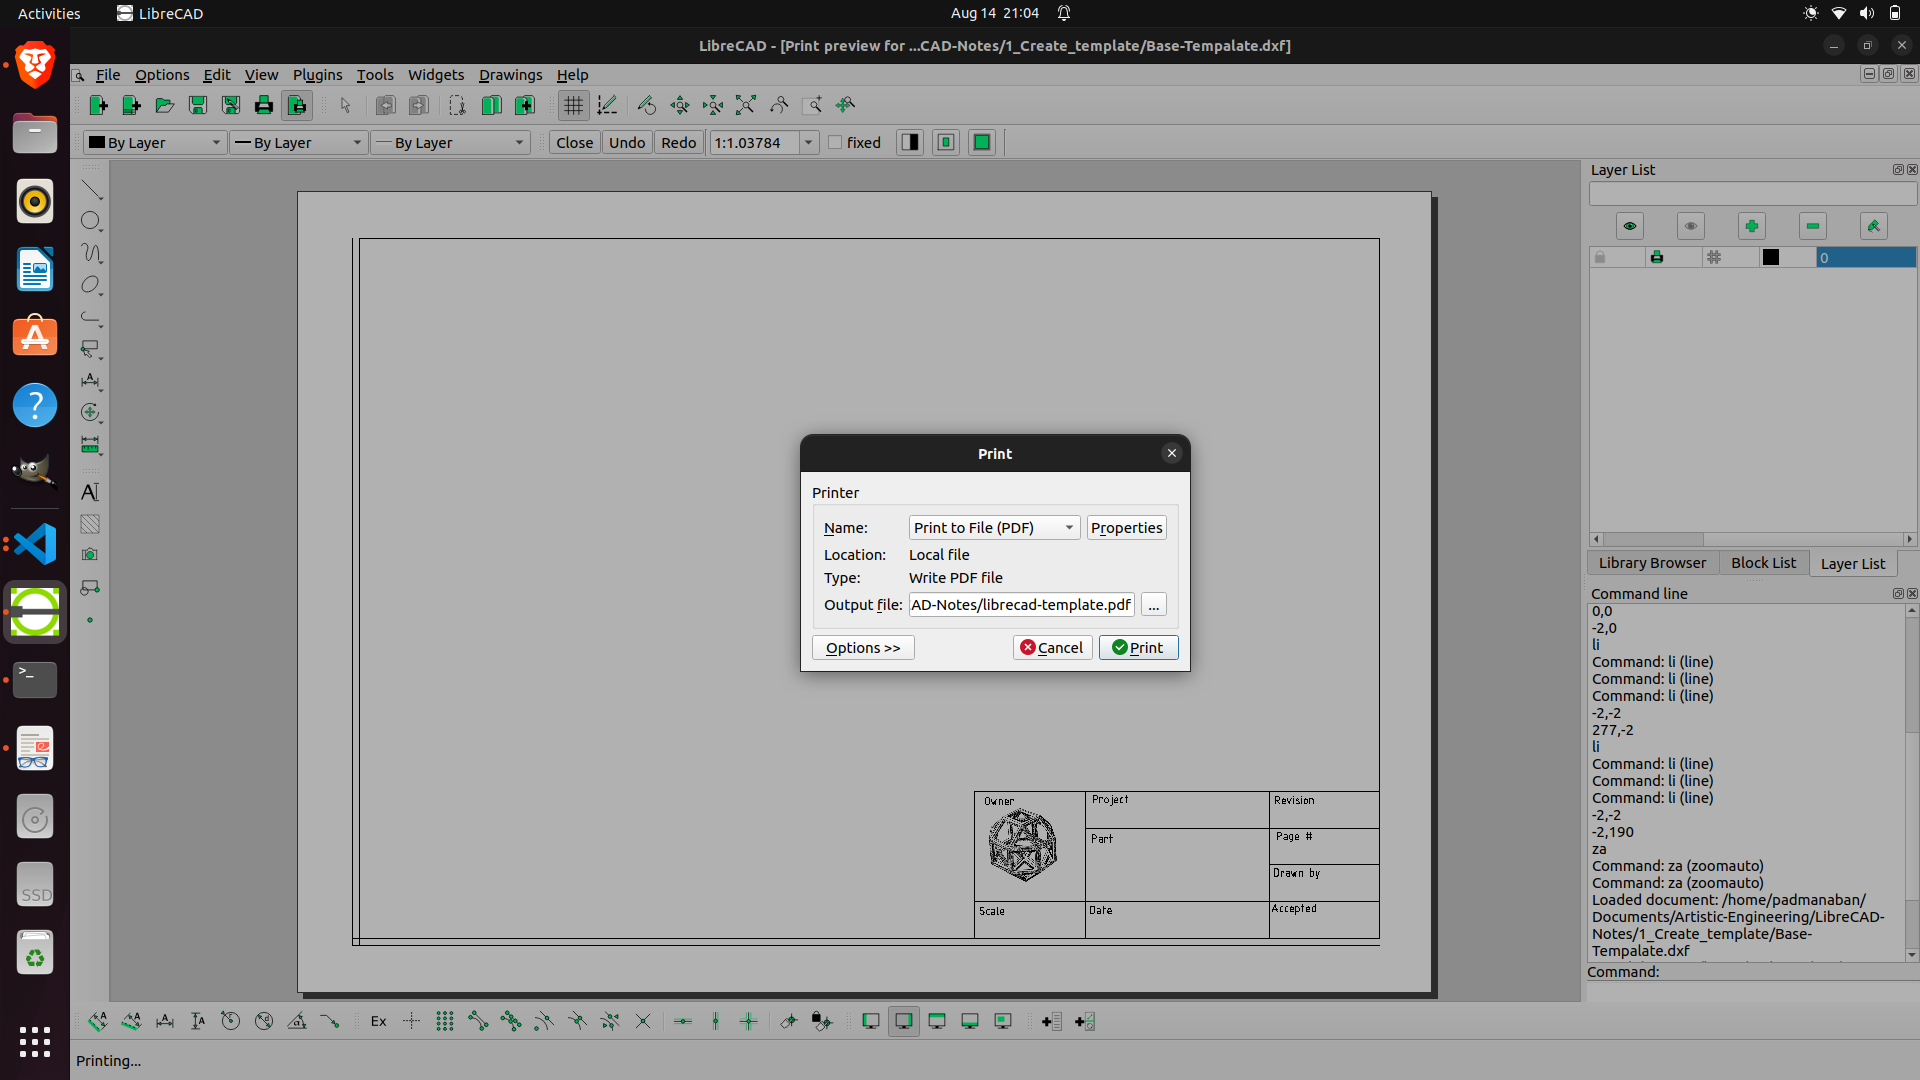 Activities
LibreCAD
Aug 14 21:04
LibreCAD - [Print preview for ...CAD-Notes/1_Create_template/Base-Tempalate.dxf]
File Options Edit View Plugins Tools Widgets Drawings Help
By Layer
By Layer
By Layer
Close Undo Redo
1:1.03784
fixed
Layer List
0
Library Browser
Block List
Layer List
Command line
0,0
-2,0
li
Command: li (line)
Command: li (line)
Command: li (line)
-2,-2
277,-2
li
Command: li (line)
Command: li (line)
Command: li (line)
-2,-2
-2,190
za
Command: za (zoomauto)
Command: za (zoomauto)
Loaded document: /home/padmanaban/
Documents/Artistic-Engineering/LibreCAD-
Notes/1_Create_template/Base-
Tempalate.dxf
Command:
Print
Printer
Name: Print to File (PDF) Properties
Location: Local file
Type: Write PDF file
Output file: AD-Notes/librecad-template.pdf ...
Options >> Cancel Print
Owner Project Revision
Part Page #
Drawn by
Scale Date Accepted
A
SSD
Ex
Printing...